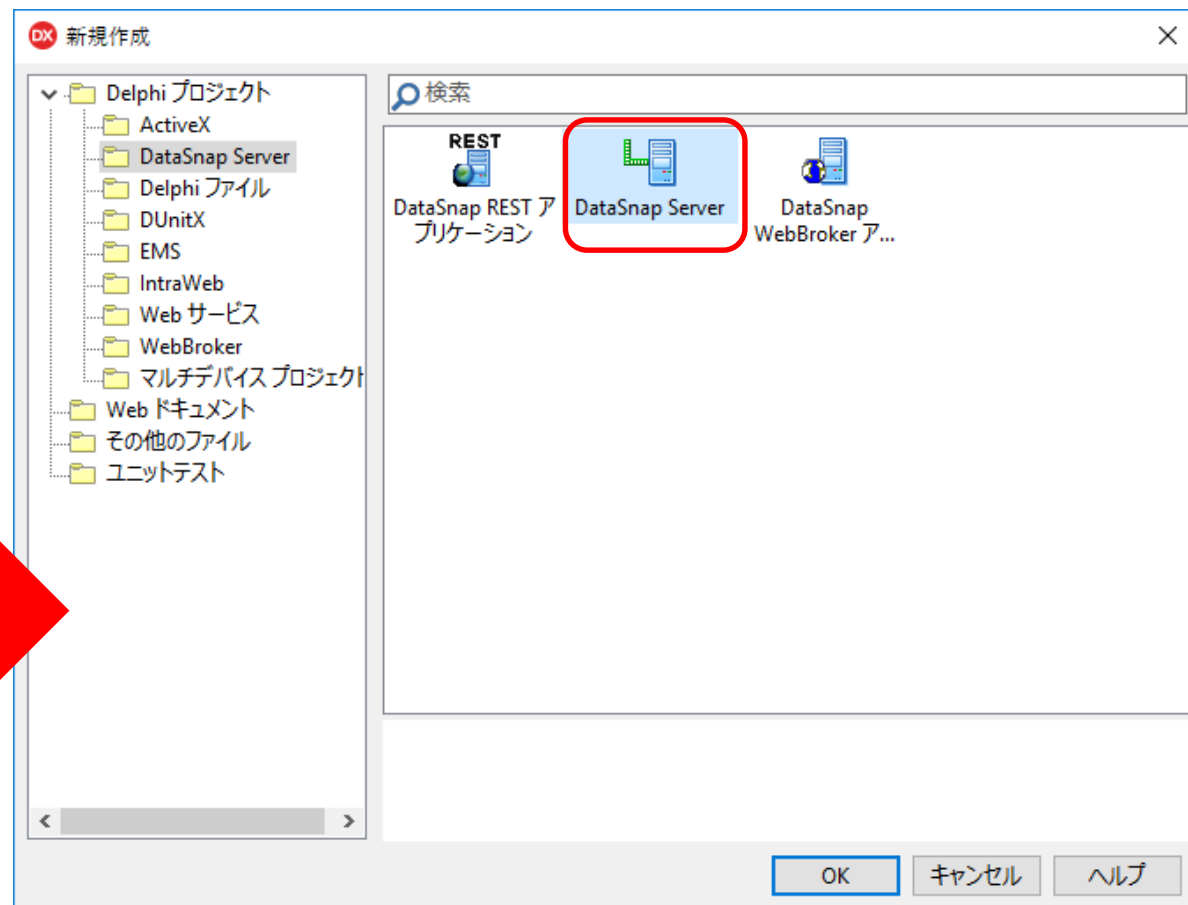 DX 新規作成
Delphi プロジェクト
ActiveX
DataSnap Server
Delphi ファイル
DUnitX
EMS
IntraWeb
Web サービス
WebBroker
マルチデバイス プロジェクト
Web ドキュメント
その他のファイル
ユニットテスト
検索
REST
DataSnap REST ア
プリケーション
DataSnap Server
DataSnap
WebBroker ア...
OK
キャンセル
ヘルプ